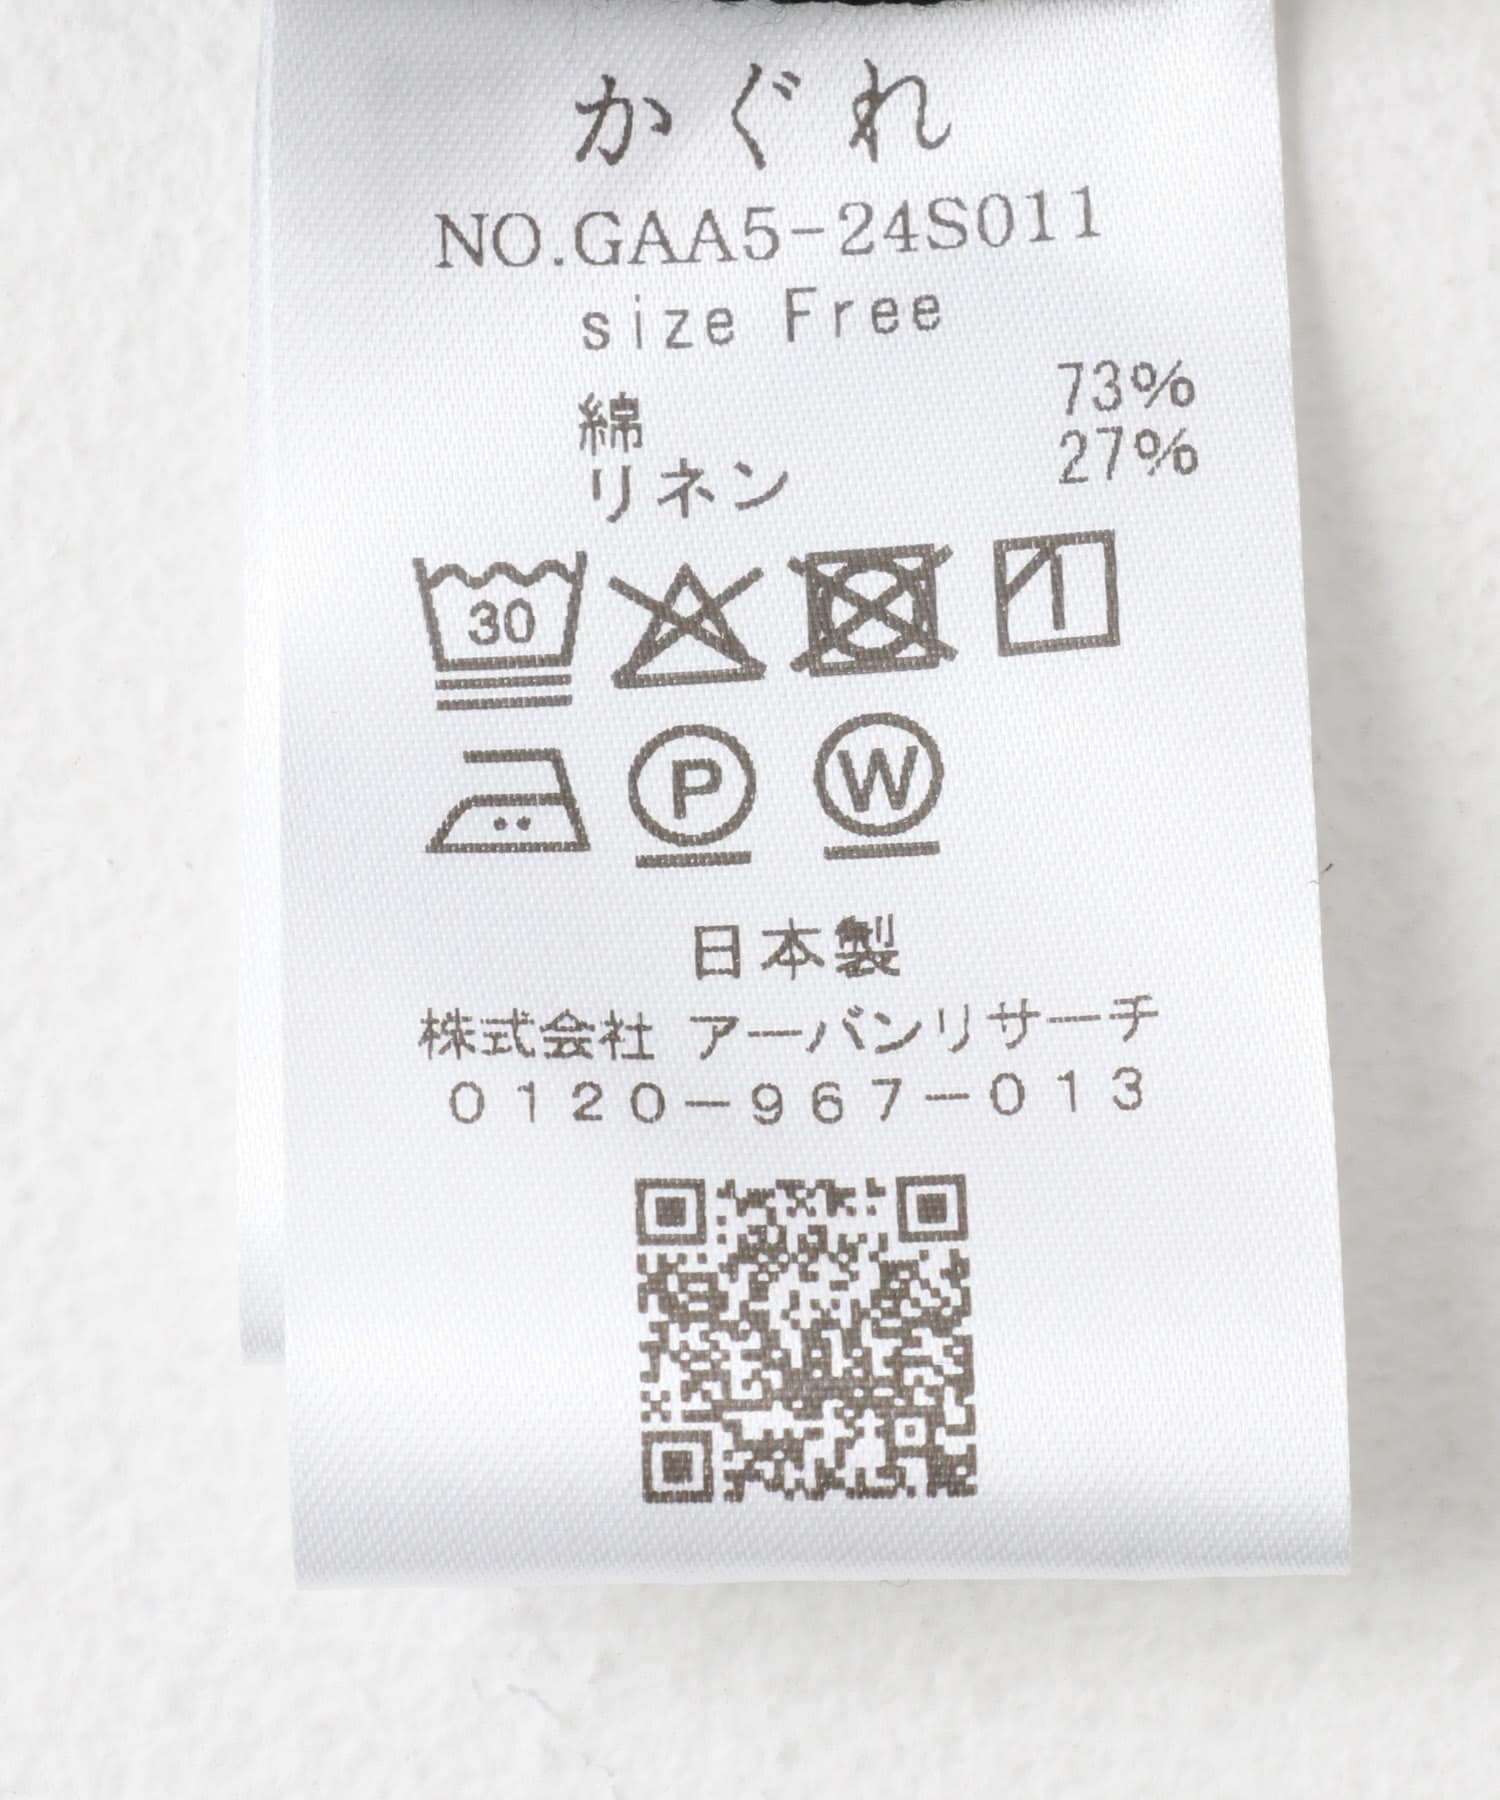 かぐれ
NO.GAA5-24S011
size Free
綿 73%
リネン 27%
30
P W
日本製
株式会社 アーバンリサーチ
0120-967-013